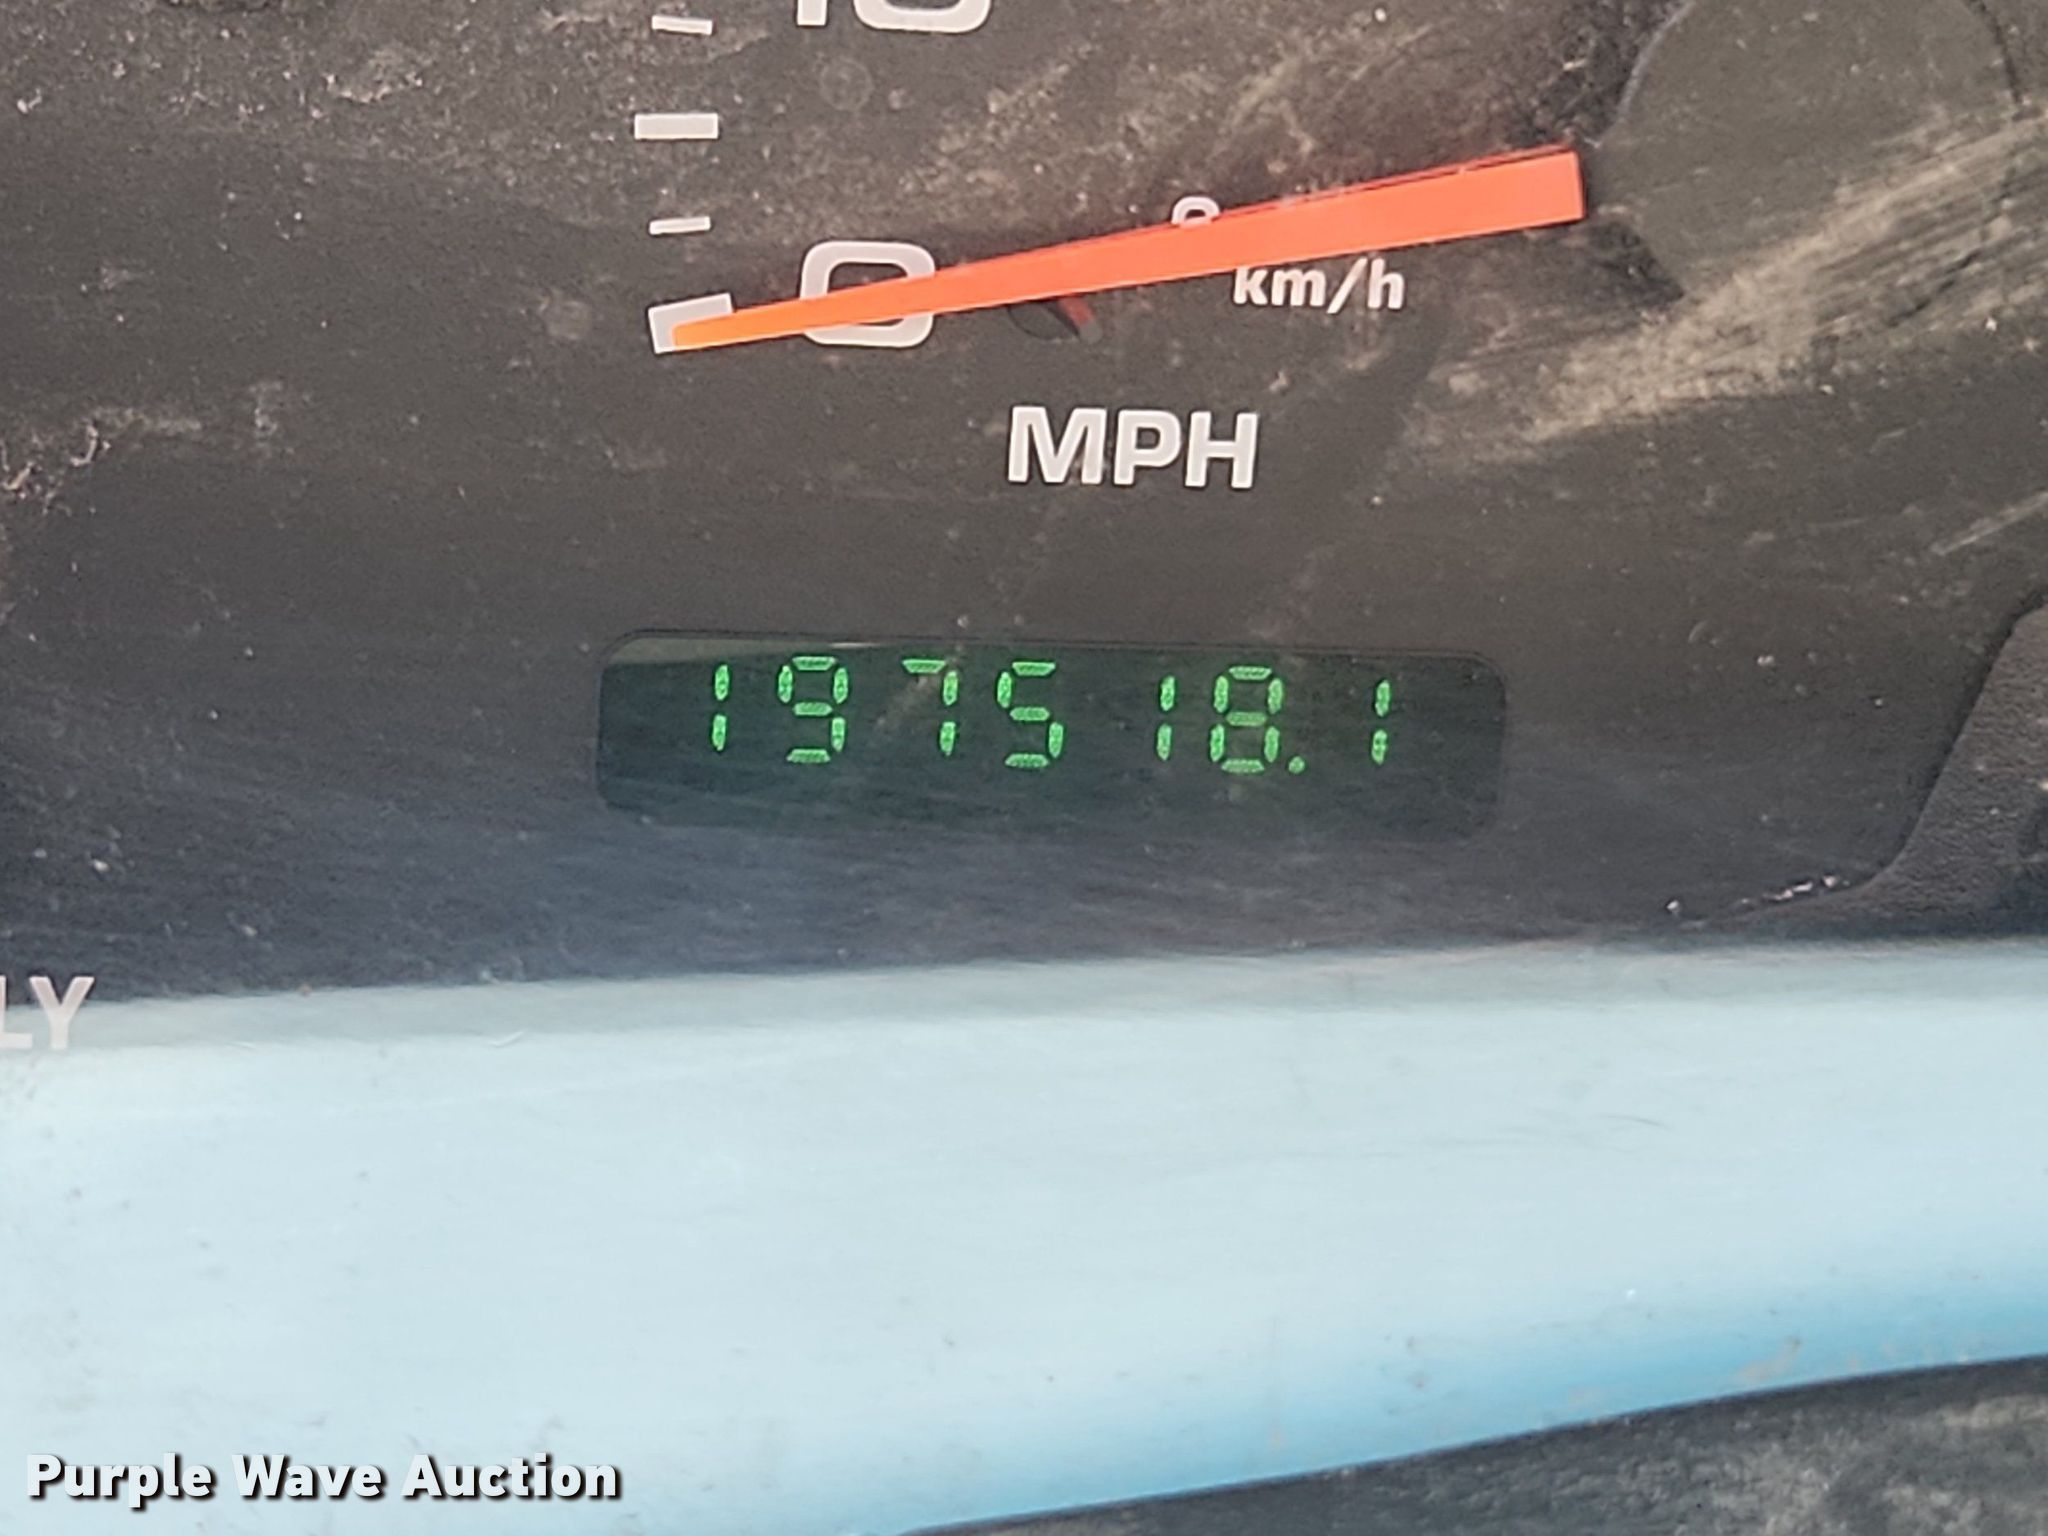 0
km/h
MPH
197518.1
LY
Purple Wave Auction